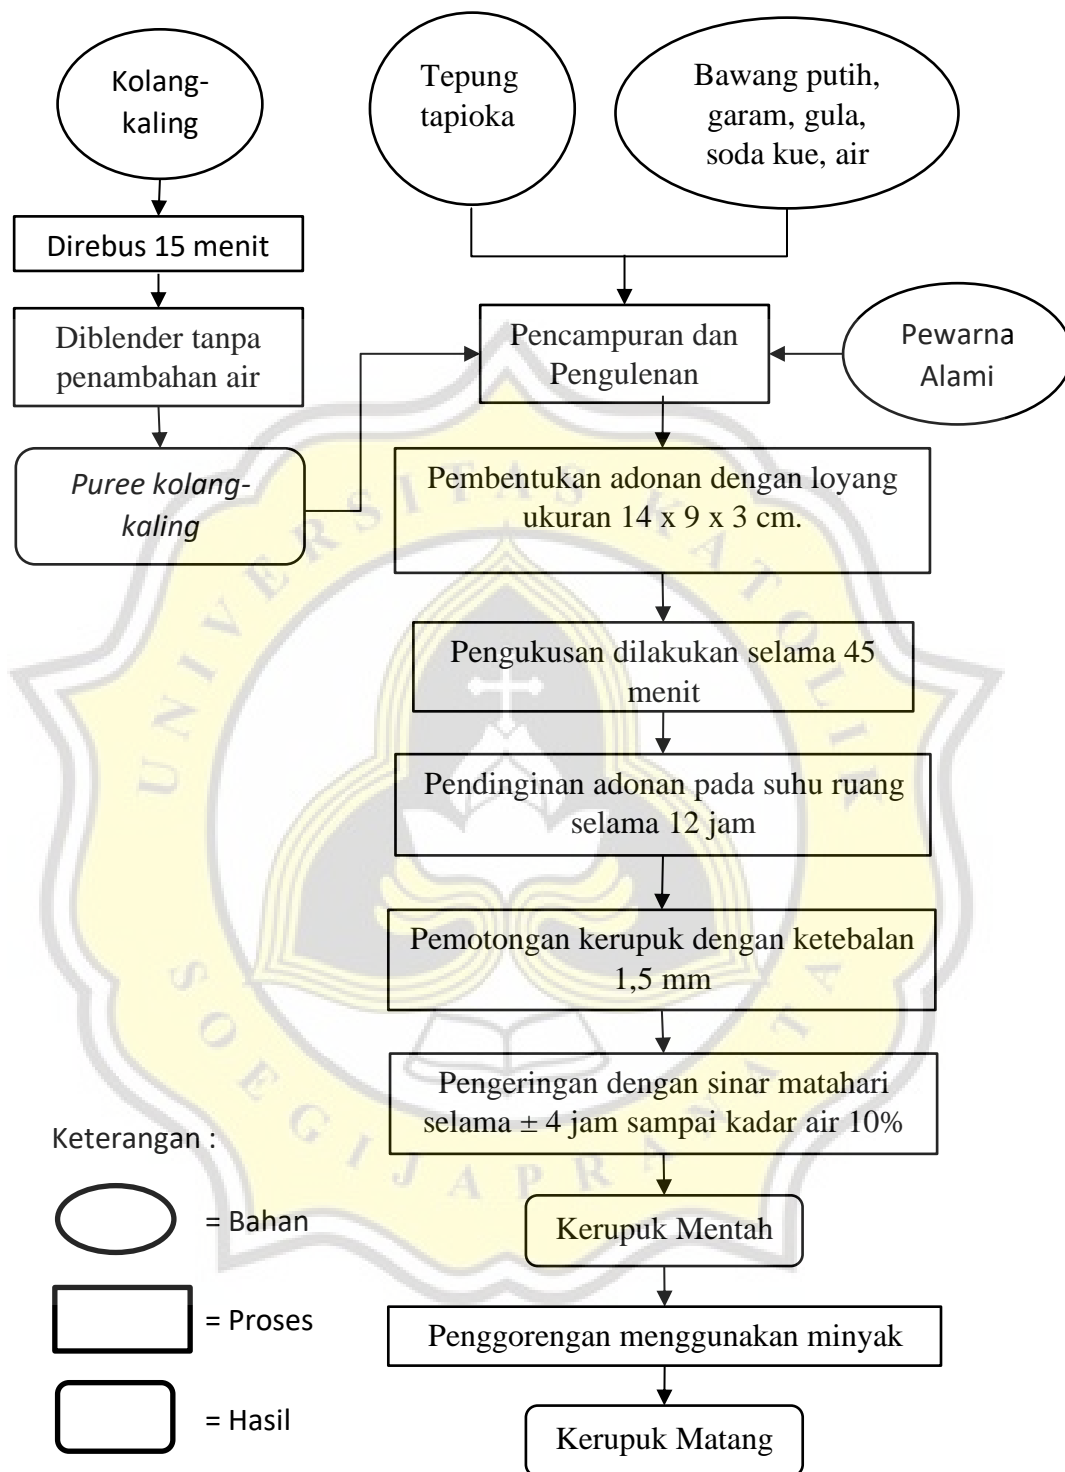 Kolang-
kaling
Tepung
tapioka
Bawang putih,
garam, gula,
soda kue, air
Direbus 15 menit
Diblender tanpa
penambahan air
Pencampuran dan
Pengulenan
Pewarna
Alami
Puree kolang-
kaling
Pembentukan adonan dengan loyang
ukuran 14 x 9 x 3 cm.
Pengukusan dilakukan selama 45
menit
Pendinginan adonan pada suhu ruang
selama 12 jam
Pemotongan kerupuk dengan ketebalan
1,5 mm
Pengeringan dengan sinar matahari
selama ± 4 jam sampai kadar air 10%
Kerupuk Mentah
Penggorengan menggunakan minyak
Kerupuk Matang
Keterangan :
= Bahan
= Proses
= Hasil
UNIVERSITAS KATOLIK
SOEGIJAPRANATA